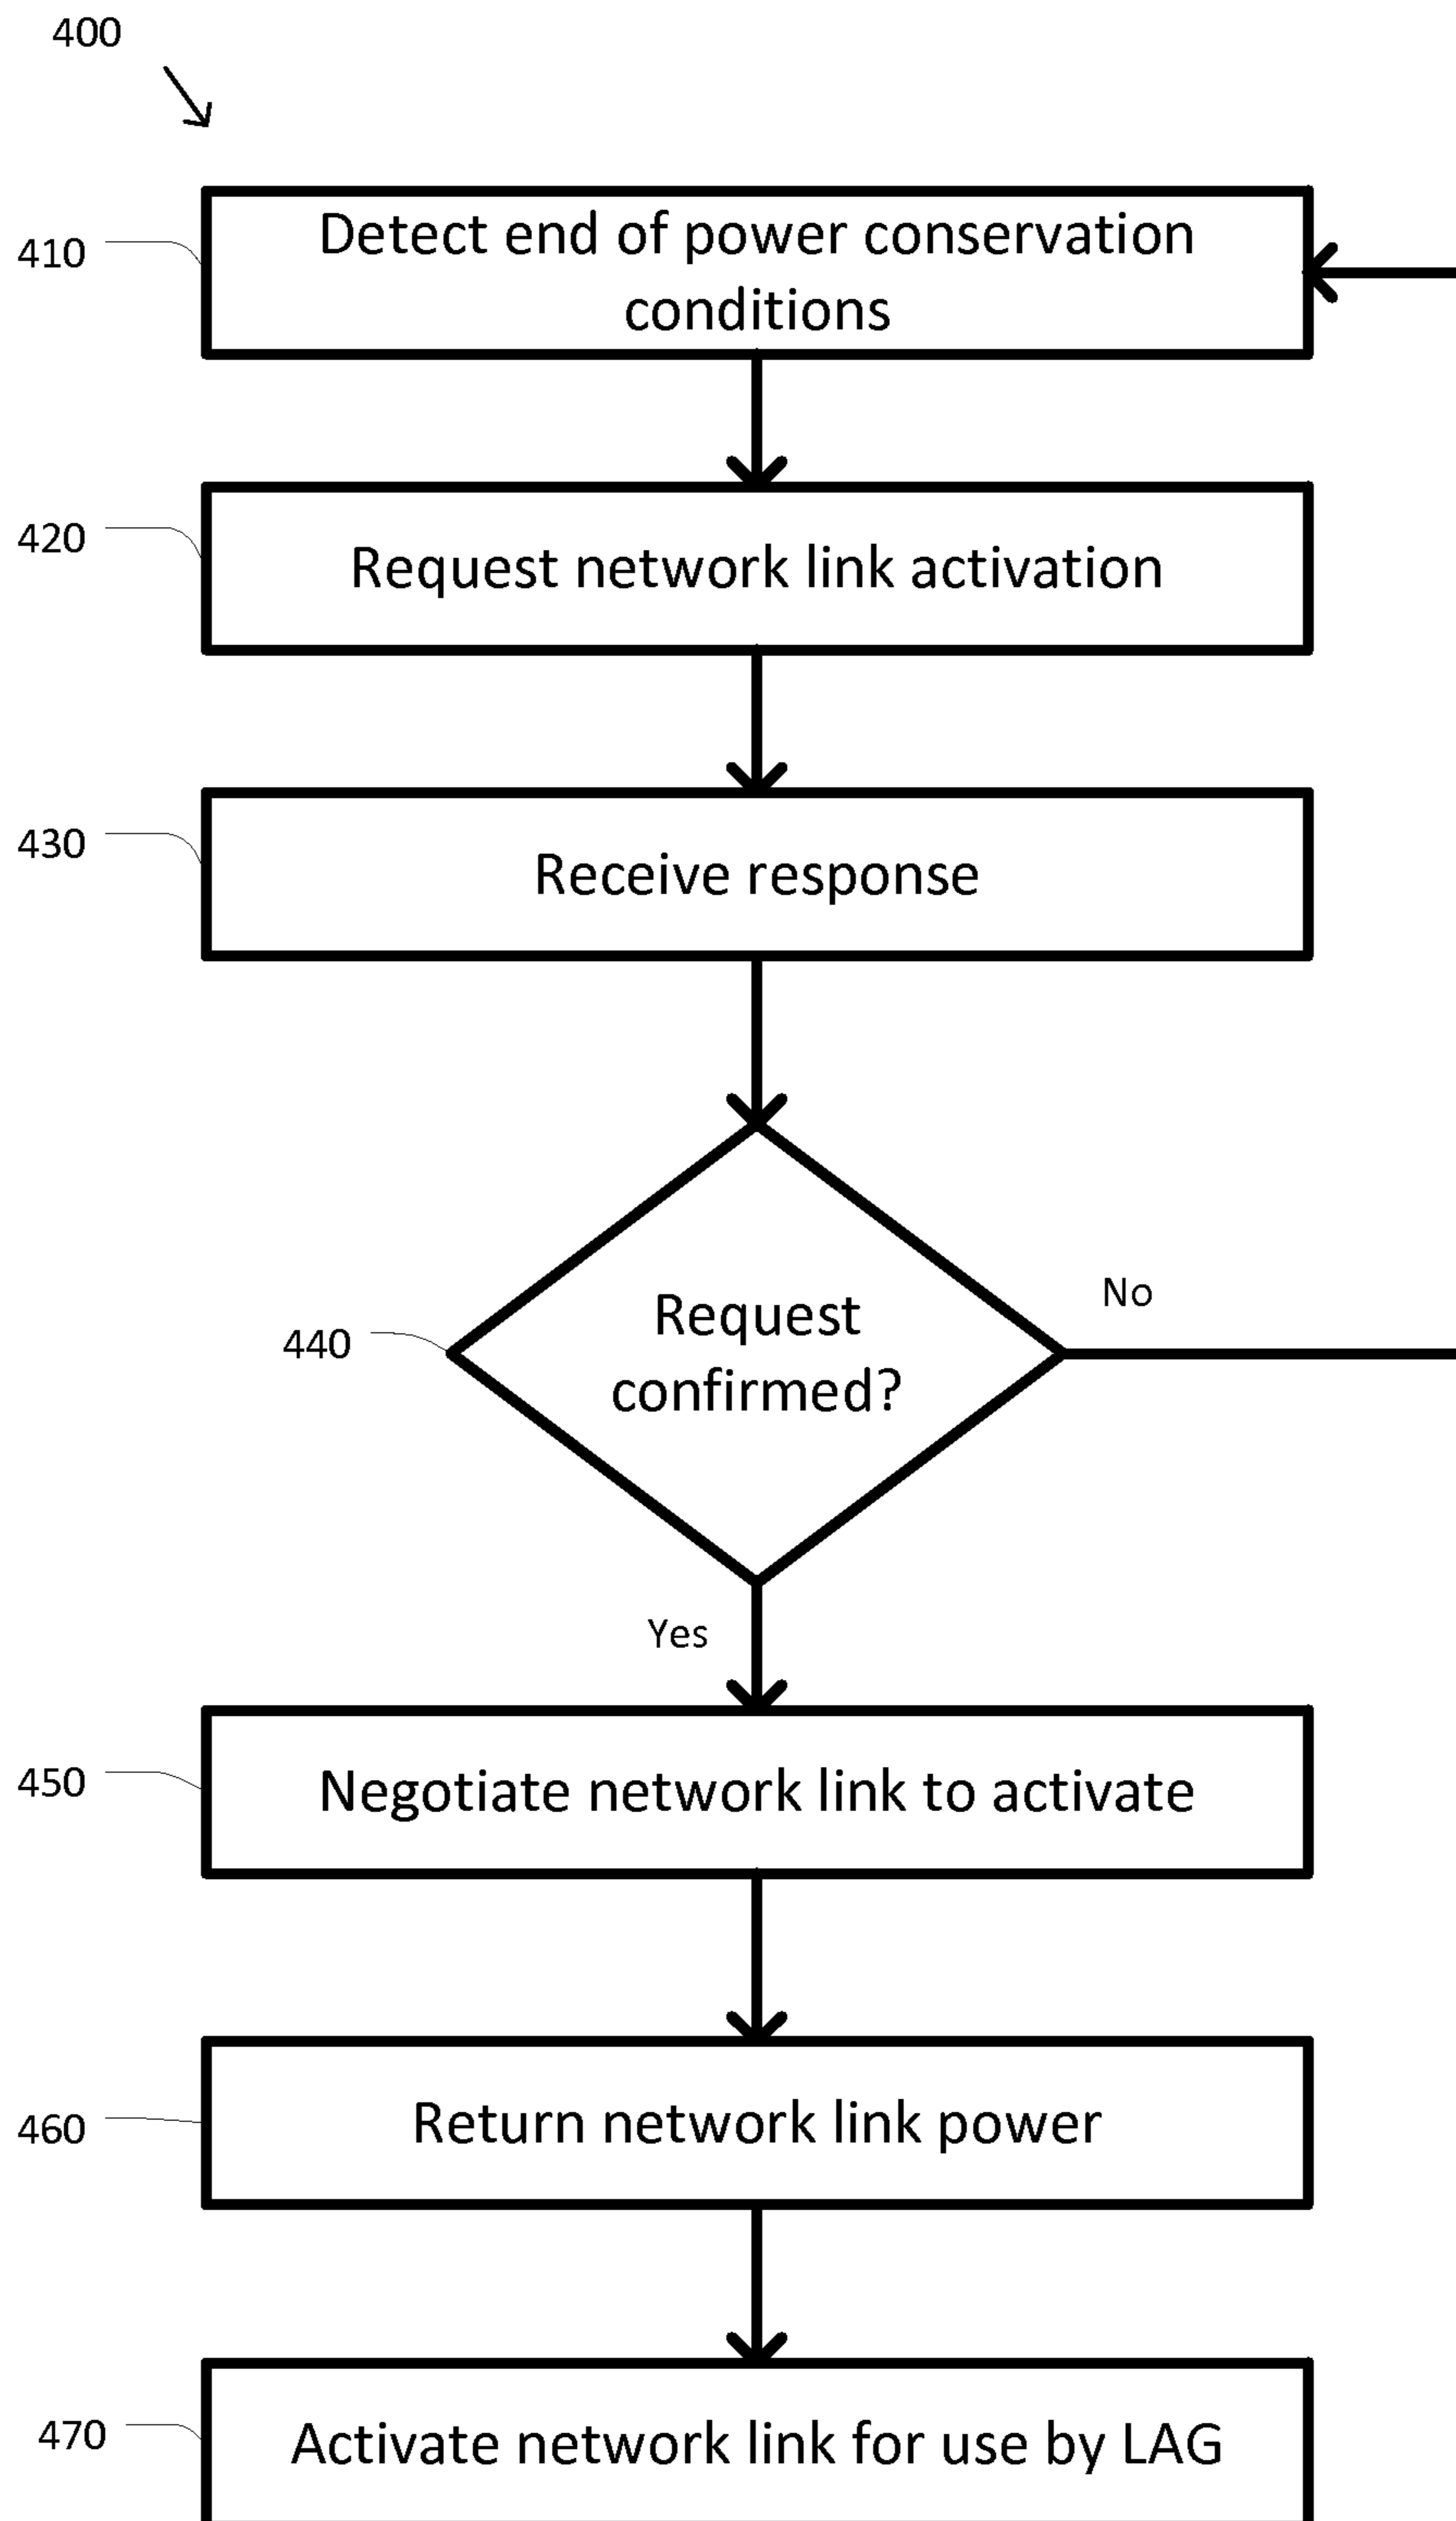 400
410
Detect end of power conservation
conditions
420
Request network link activation
430
Receive response
440
Request
confirmed?
No
Yes
450
Negotiate network link to activate
460
Return network link power
470
Activate network link for use by LAG